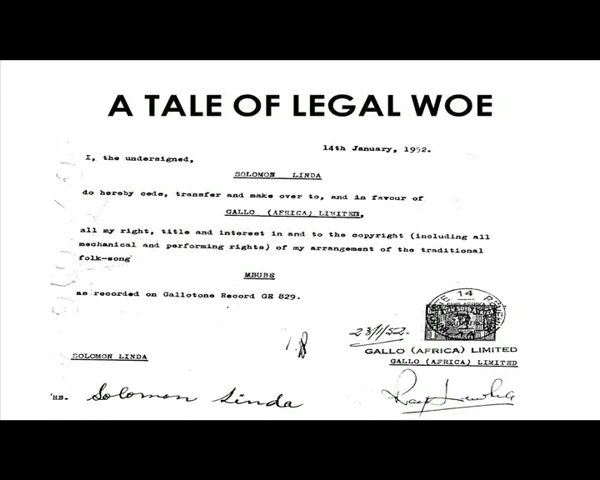 A TALE OF LEGAL WOE
14th January, 1952.
I, the undersigned,
SOLOMON LINDA
do hereby cede, transfer and make over to, and in favour of
GALLO (AFRICA) LIMITED,
all my right, title and interest in and to the copyright (including all
mechanical and performing rights) of my arrangement of the traditional
folk-song
MBUBE
as recorded on Gallotone Record GE 829.
14
23/1/52.
SOLOMON LINDA
GALLO (AFRICA) LIMITED
GALLO (AFRICA) LIMITED
Solomon Linda